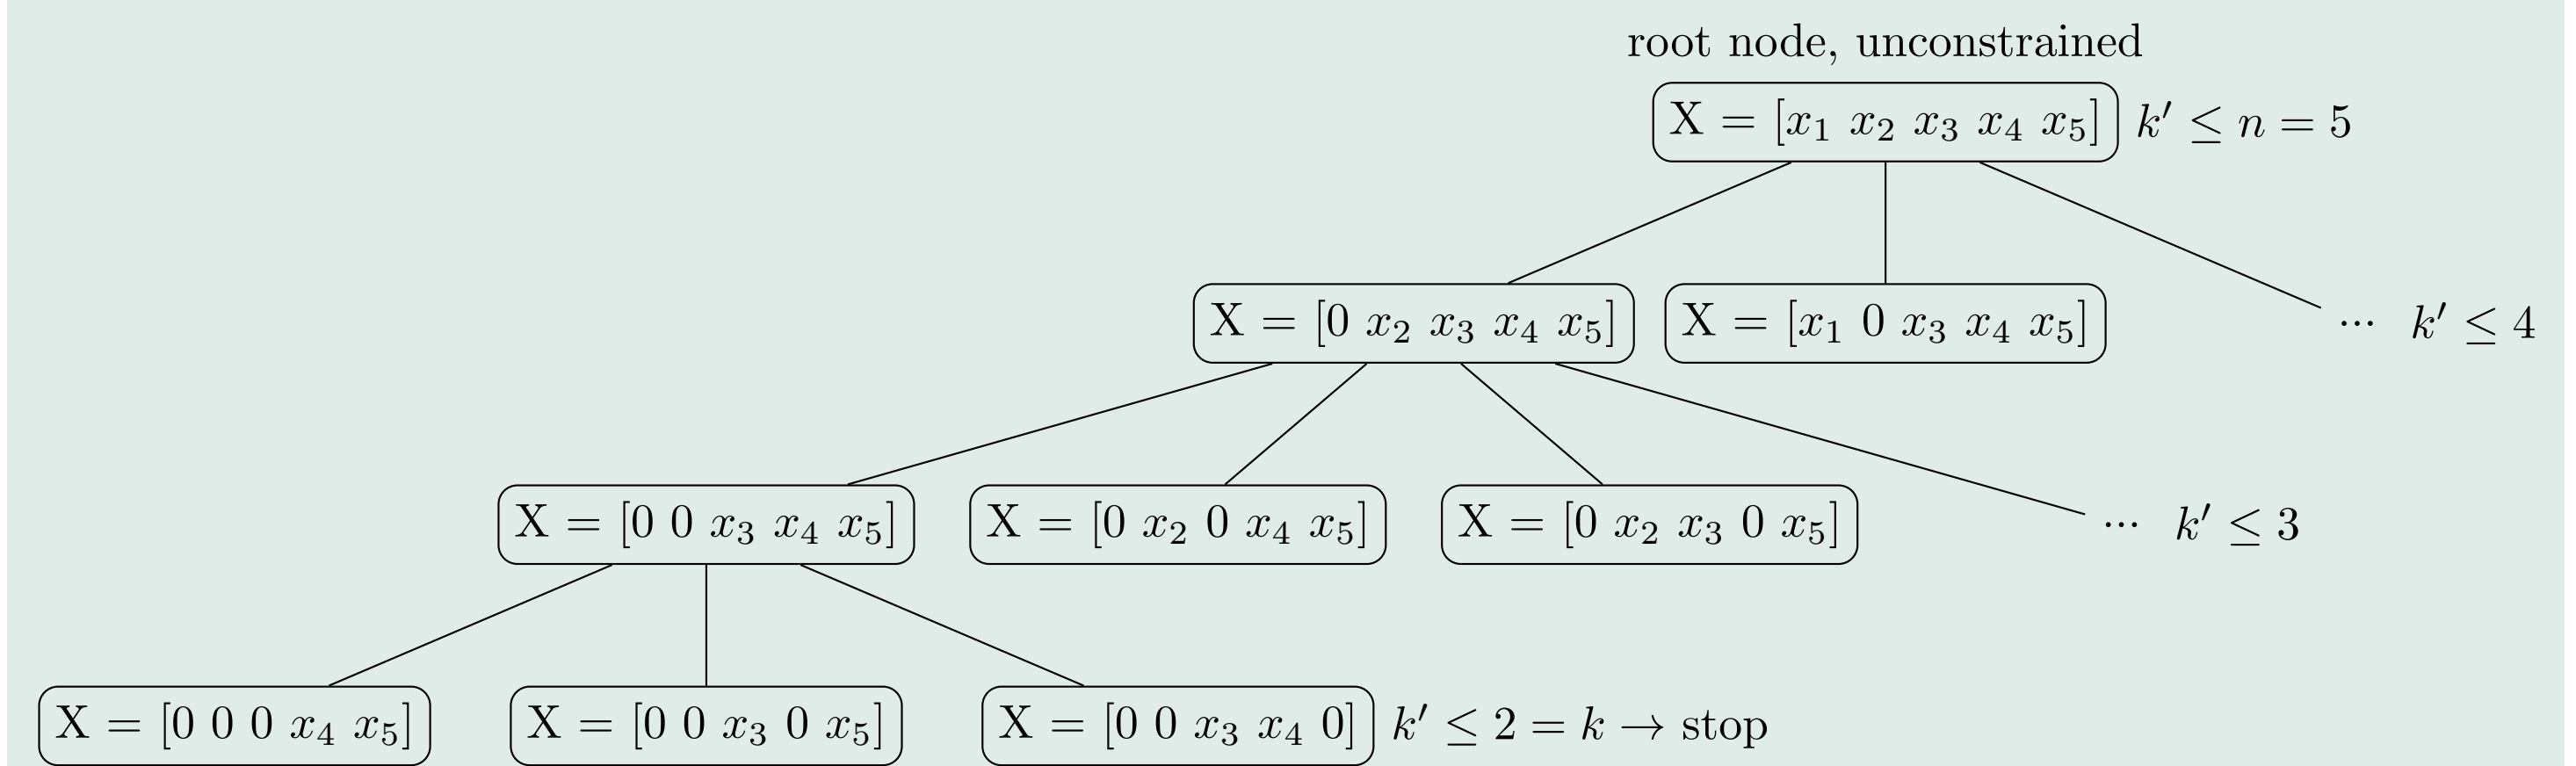 root node, unconstrained
X = [x₁ x₂ x₃ x₄ x₅] k′ ≤ n = 5
X = [0 x₂ x₃ x₄ x₅] X = [x₁ 0 x₃ x₄ x₅] ··· k′ ≤ 4
X = [0 0 x₃ x₄ x₅] X = [0 x₂ 0 x₄ x₅] X = [0 x₂ x₃ 0 x₅] ··· k′ ≤ 3
X = [0 0 0 x₄ x₅] X = [0 0 x₃ 0 x₅] X = [0 0 x₃ x₄ 0] k′ ≤ 2 = k → stop